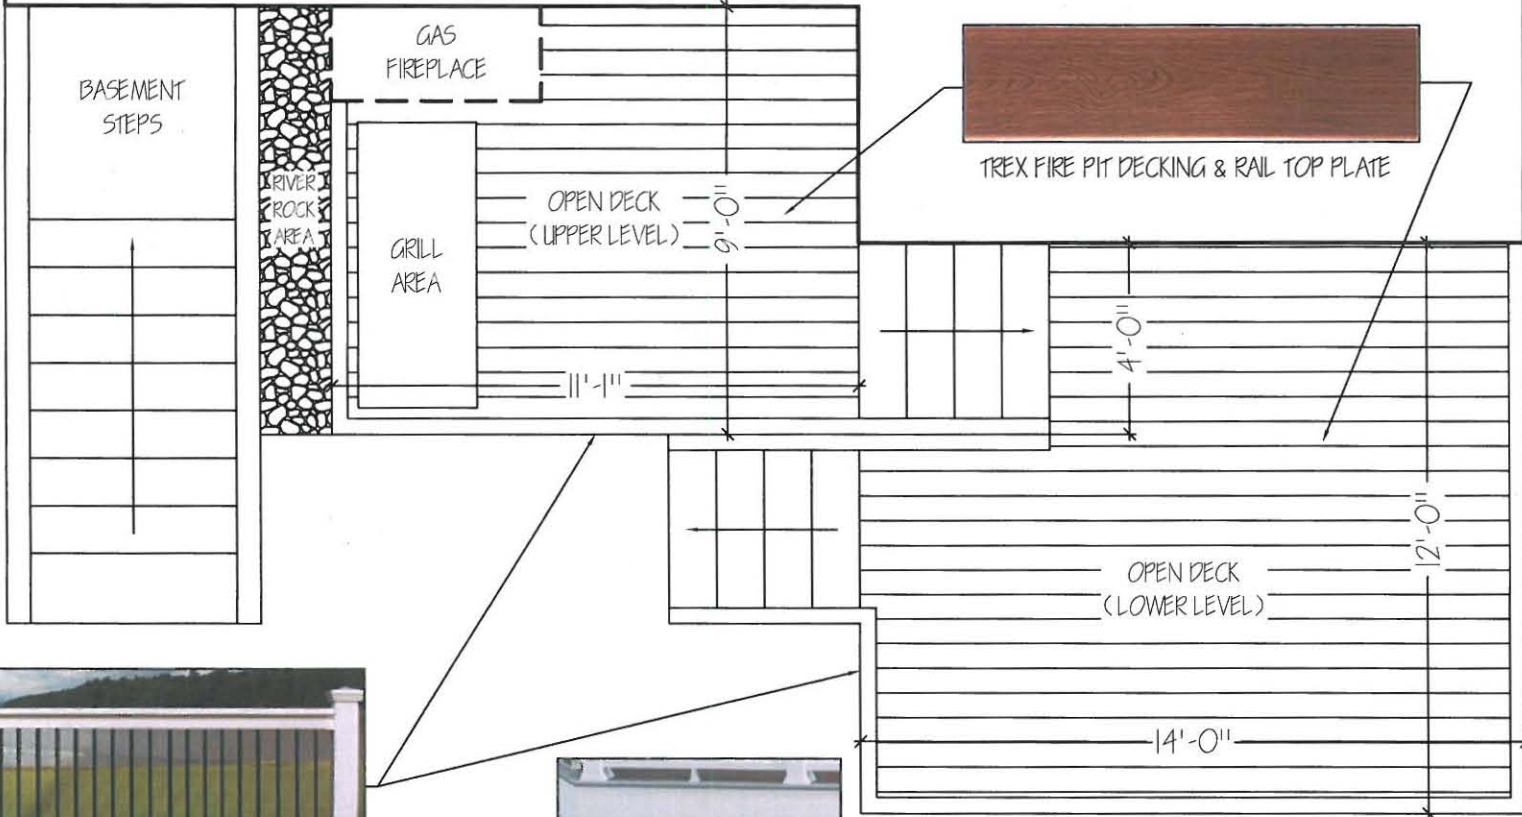 GAS
FIREPLACE
BASEMENT
STEPS
TREX FIRE PIT DECKING & RAIL TOP PLATE
RIVER
ROCK
AREA
OPEN DECK
(UPPER LEVEL)
9'-0"
GRILL
AREA
4'-0"
11'-1"
12'-0"
OPEN DECK
(LOWER LEVEL)
14'-0"